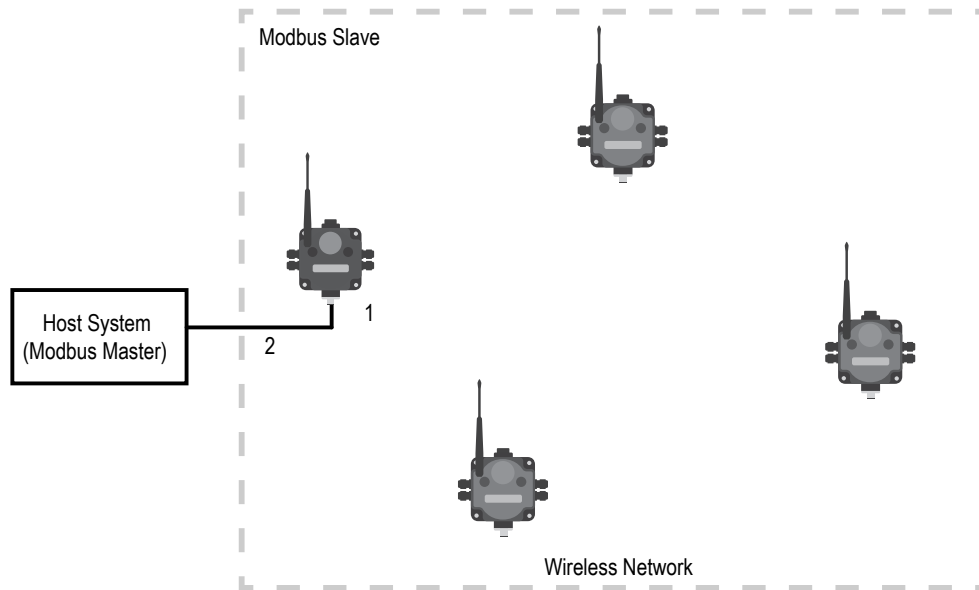 Modbus Slave
1
Host System
(Modbus Master)
2
Wireless Network